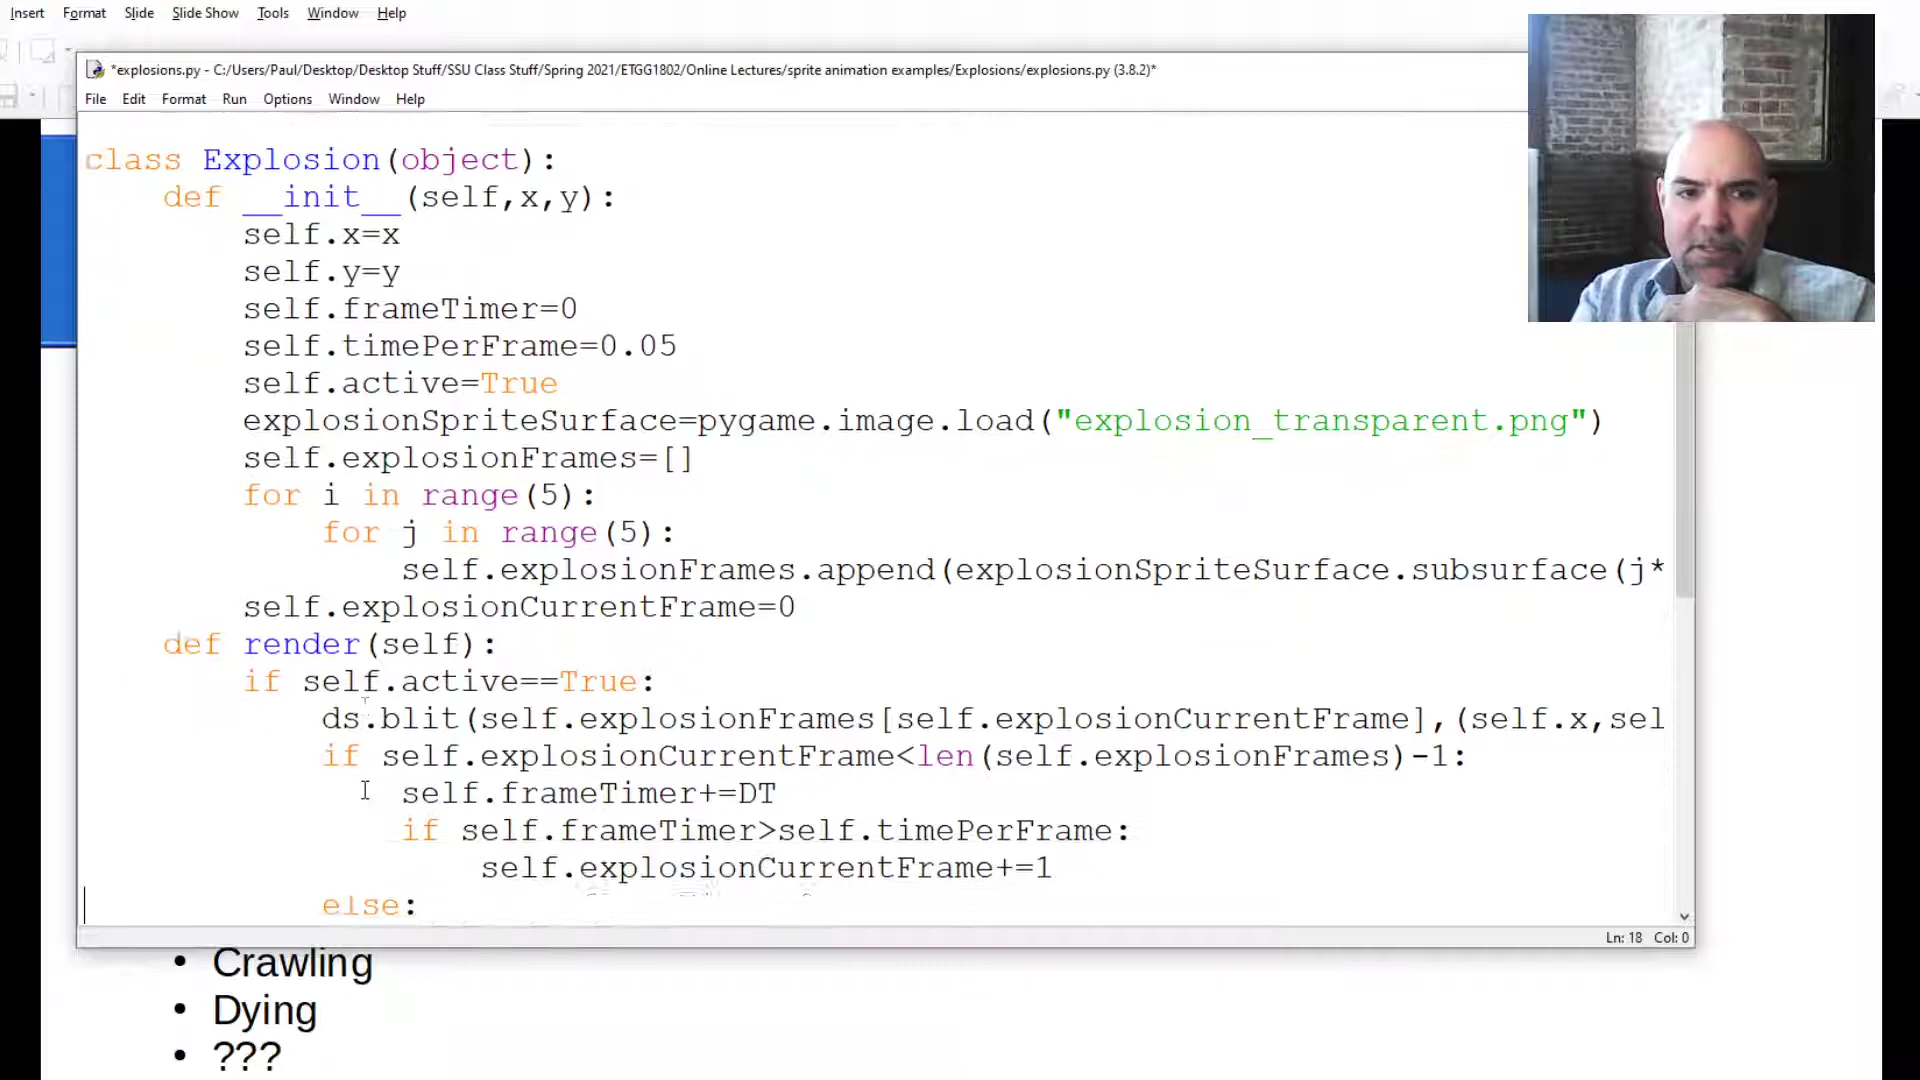 Insert Format Slide Slide Show Tools Window Help
*explosions.py - C:/Users/Paul/Desktop/Desktop Stuff/SSU Class Stuff/Spring 2021/ETGG1802/Online Lectures/sprite animation examples/Explosions/explosions.py (3.8.2)*
File Edit Format Run Options Window Help
class Explosion(object):
    def __init__(self,x,y):
        self.x=x
        self.y=y
        self.frameTimer=0
        self.timePerFrame=0.05
        self.active=True
        explosionSpriteSurface=pygame.image.load("explosion_transparent.png")
        self.explosionFrames=[]
        for i in range(5):
            for j in range(5):
                self.explosionFrames.append(explosionSpriteSurface.subsurface(j*
        self.explosionCurrentFrame=0
    def render(self):
        if self.active==True:
            ds.blit(self.explosionFrames[self.explosionCurrentFrame],(self.x,sel
            if self.explosionCurrentFrame<len(self.explosionFrames)-1:
                self.frameTimer+=DT
                if self.frameTimer>self.timePerFrame:
                    self.explosionCurrentFrame+=1
            else:
Ln: 18 Col: 0
• Crawling
• Dying
• ???